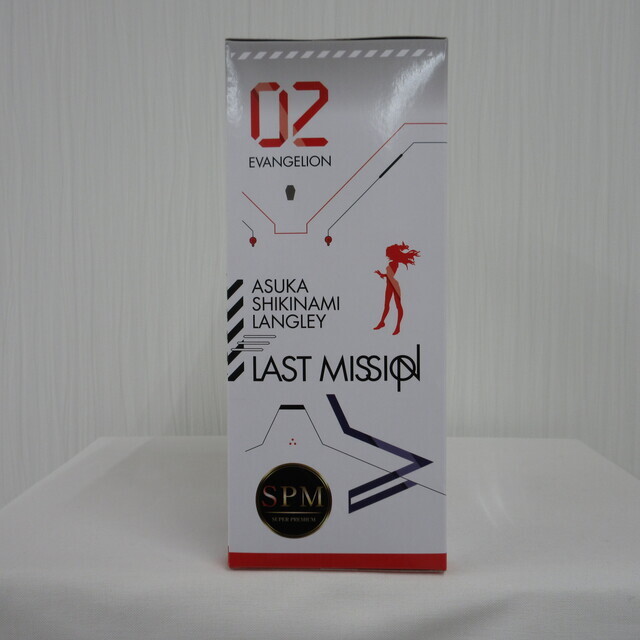 02
EVANGELION
ASUKA
SHIKINAMI
LANGLEY
LAST MISSION
SPM
SUPER PREMIUM